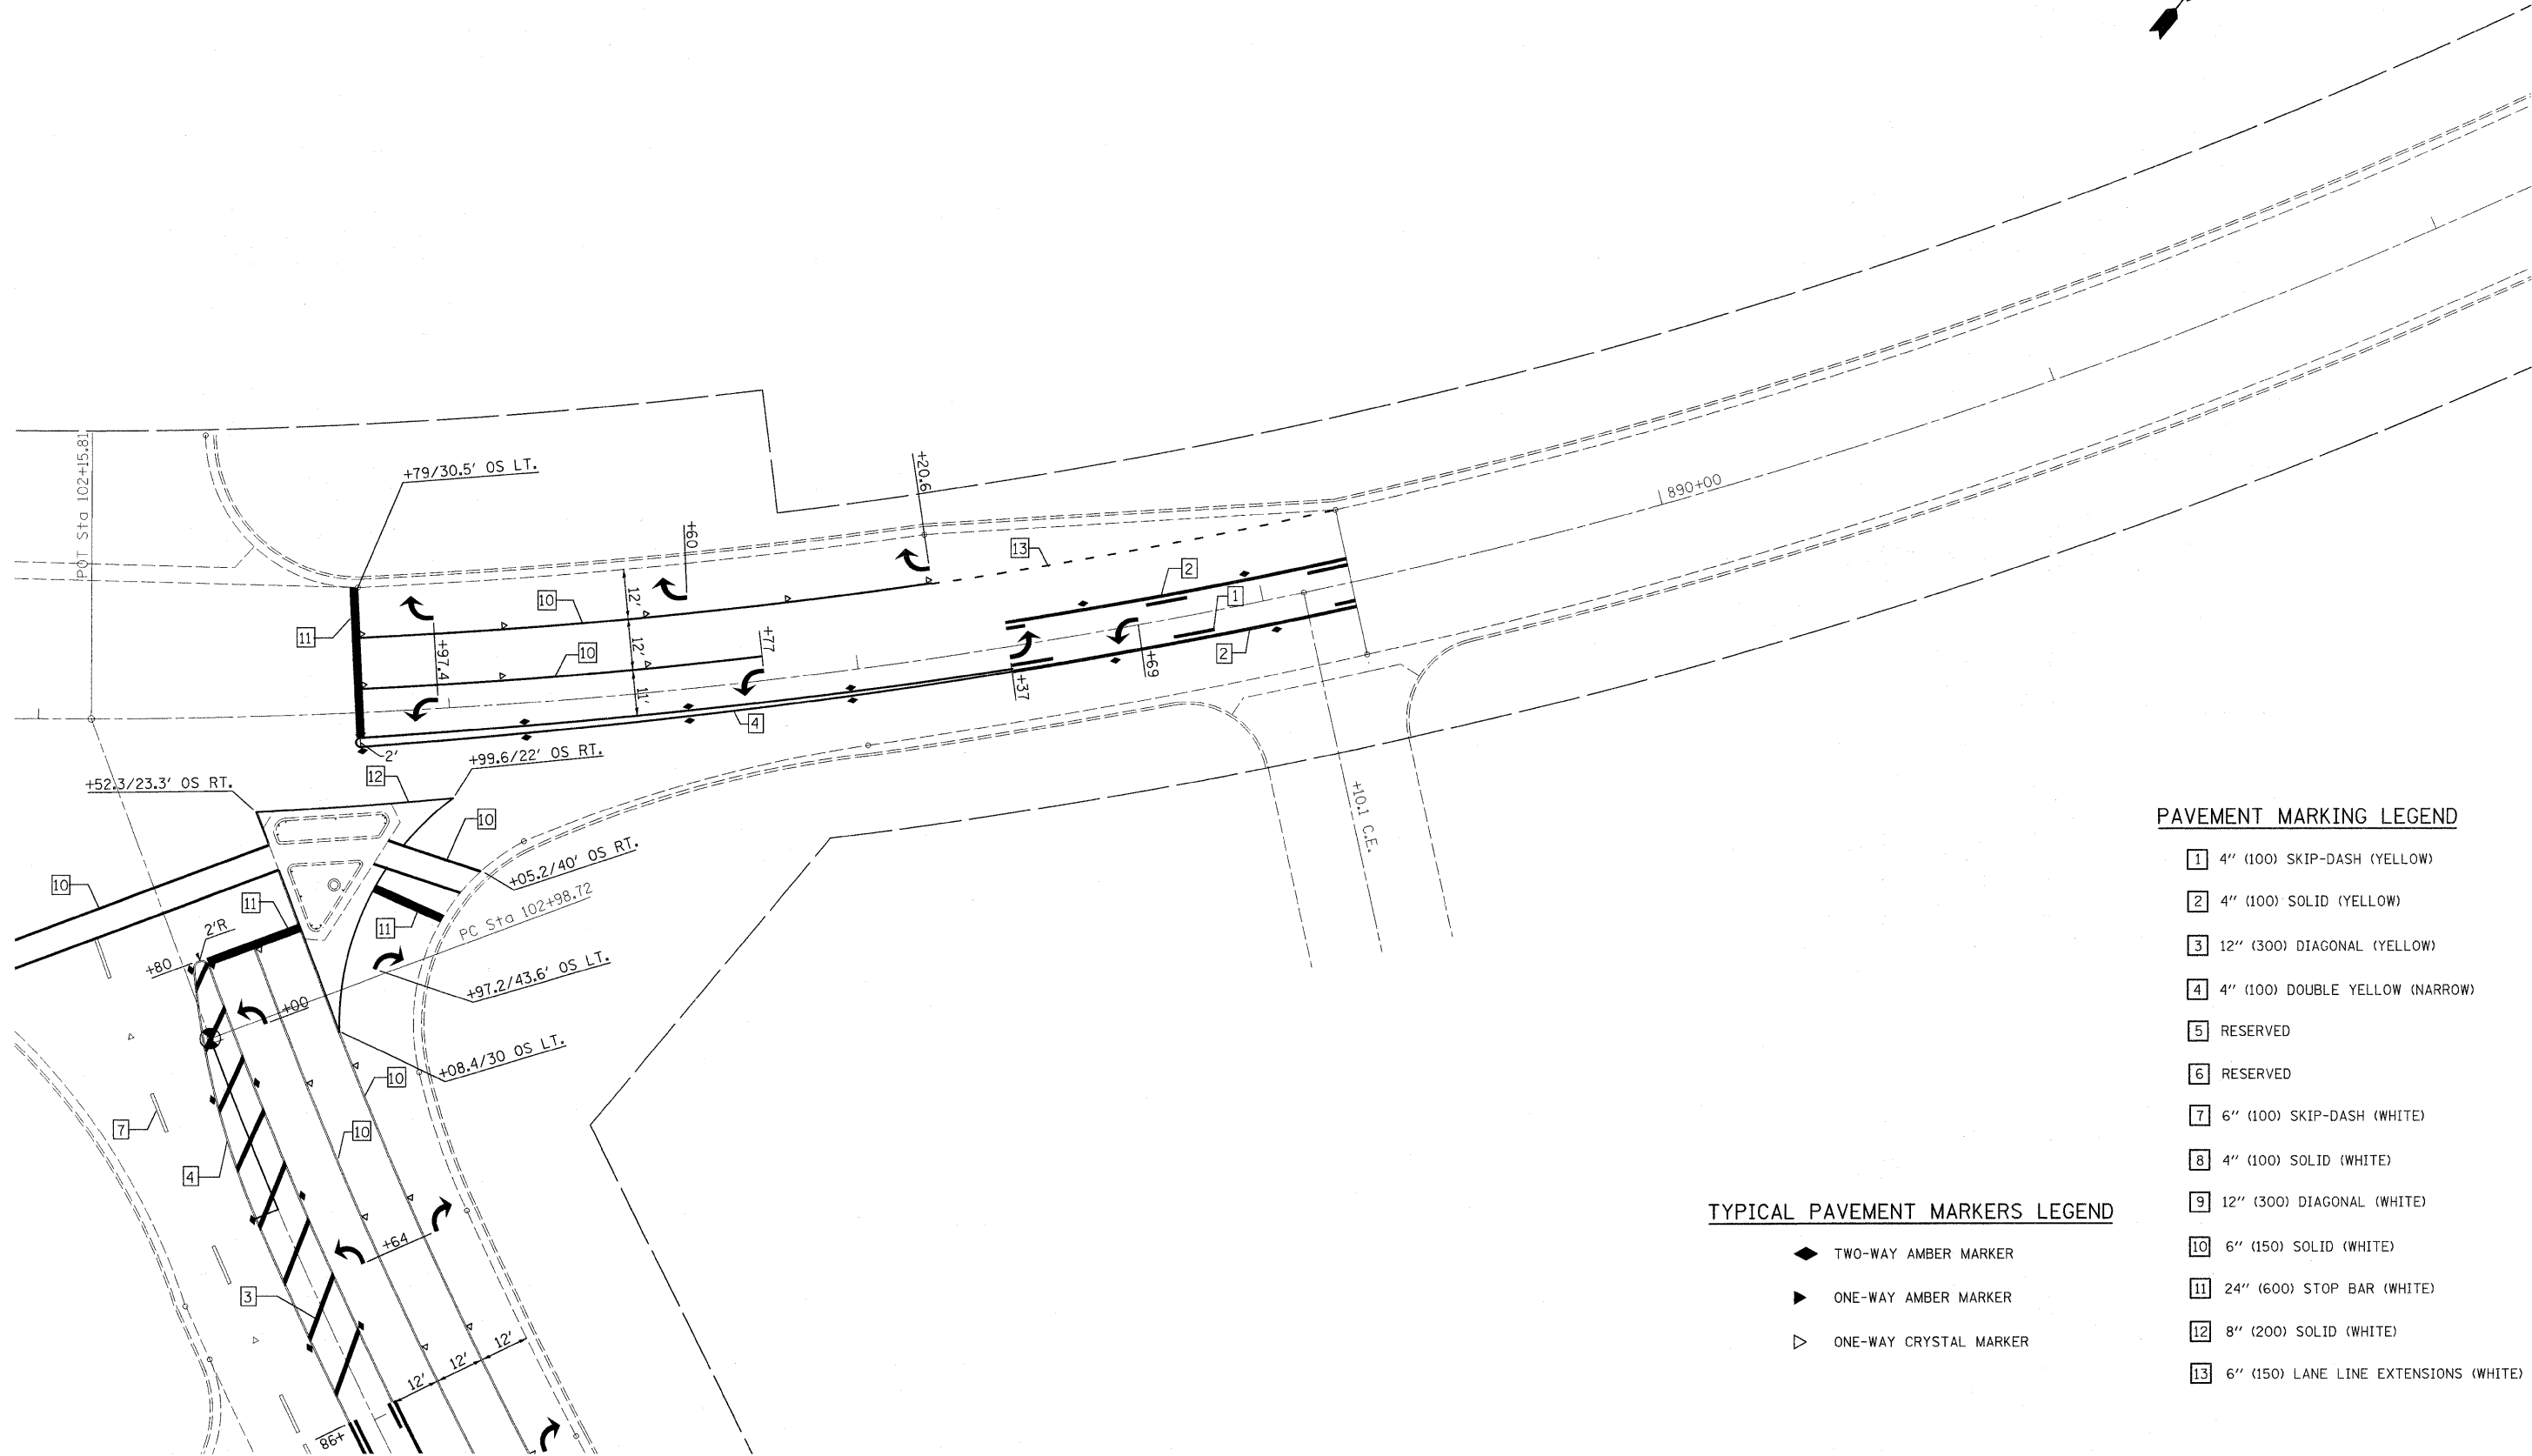 POT Sta 102+15.81
+79/30.5' OS LT.
+20.6
+60
13
2
1
890+00
10
12'
11
10
12'
+77
+97.4
2
+69
11'
+37
4
2'
+99.6/22' OS RT.
12
+52.3/23.3' OS RT.
+10.1 C.E.
10
+05.2/40' OS RT.
10
11
11
PC Sta 102+98.72
2'R
+80
+97.2/43.6' OS LT.
+00
+08.4/30 OS LT.
10
7
10
4
+64
3
12'
12'
12'
86+
PAVEMENT MARKING LEGEND
1 4" (100) SKIP-DASH (YELLOW)
2 4" (100) SOLID (YELLOW)
3 12" (300) DIAGONAL (YELLOW)
4 4" (100) DOUBLE YELLOW (NARROW)
5 RESERVED
6 RESERVED
7 6" (100) SKIP-DASH (WHITE)
8 4" (100) SOLID (WHITE)
9 12" (300) DIAGONAL (WHITE)
10 6" (150) SOLID (WHITE)
11 24" (600) STOP BAR (WHITE)
12 8" (200) SOLID (WHITE)
13 6" (150) LANE LINE EXTENSIONS (WHITE)
TYPICAL PAVEMENT MARKERS LEGEND
TWO-WAY AMBER MARKER
ONE-WAY AMBER MARKER
ONE-WAY CRYSTAL MARKER